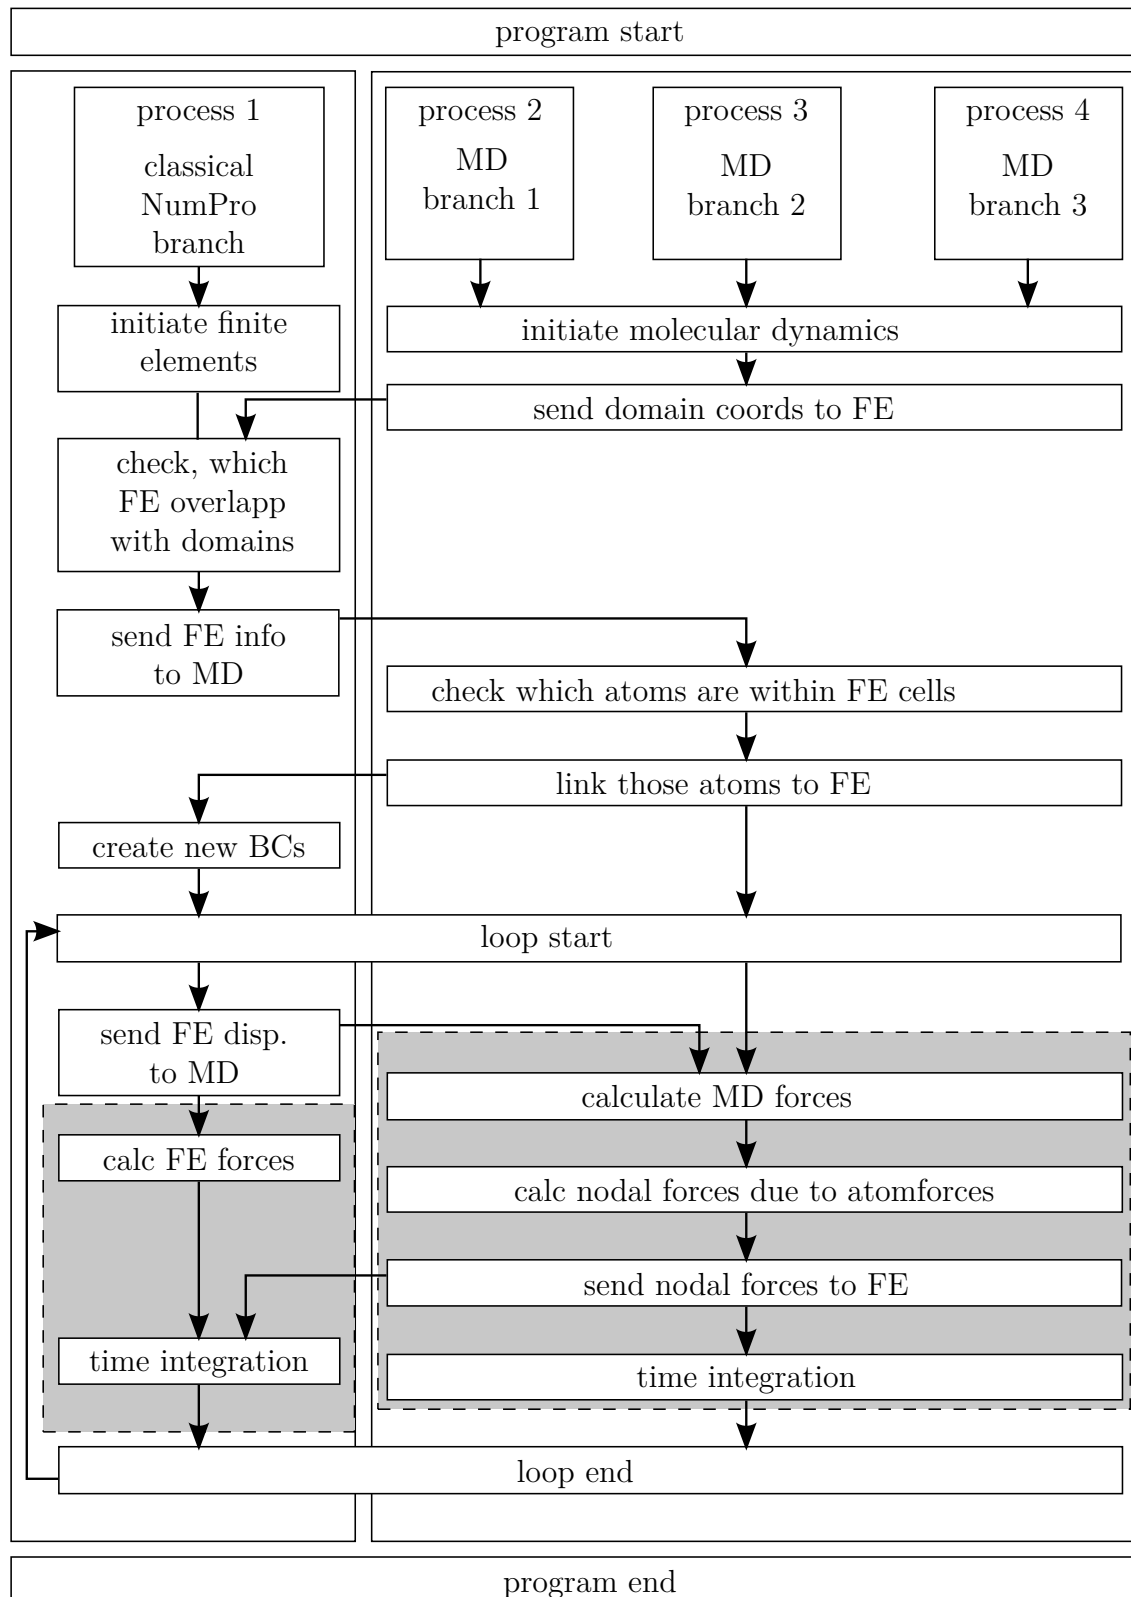 program start
process 1
classical
NumPro
branch
process 2
MD
branch 1
process 3
MD
branch 2
process 4
MD
branch 3
initiate finite
elements
initiate molecular dynamics
send domain coords to FE
check, which
FE overlapp
with domains
send FE info
to MD
check which atoms are within FE cells
link those atoms to FE
create new BCs
loop start
send FE disp.
to MD
calculate MD forces
calc FE forces
calc nodal forces due to atomforces
send nodal forces to FE
time integration
time integration
loop end
program end